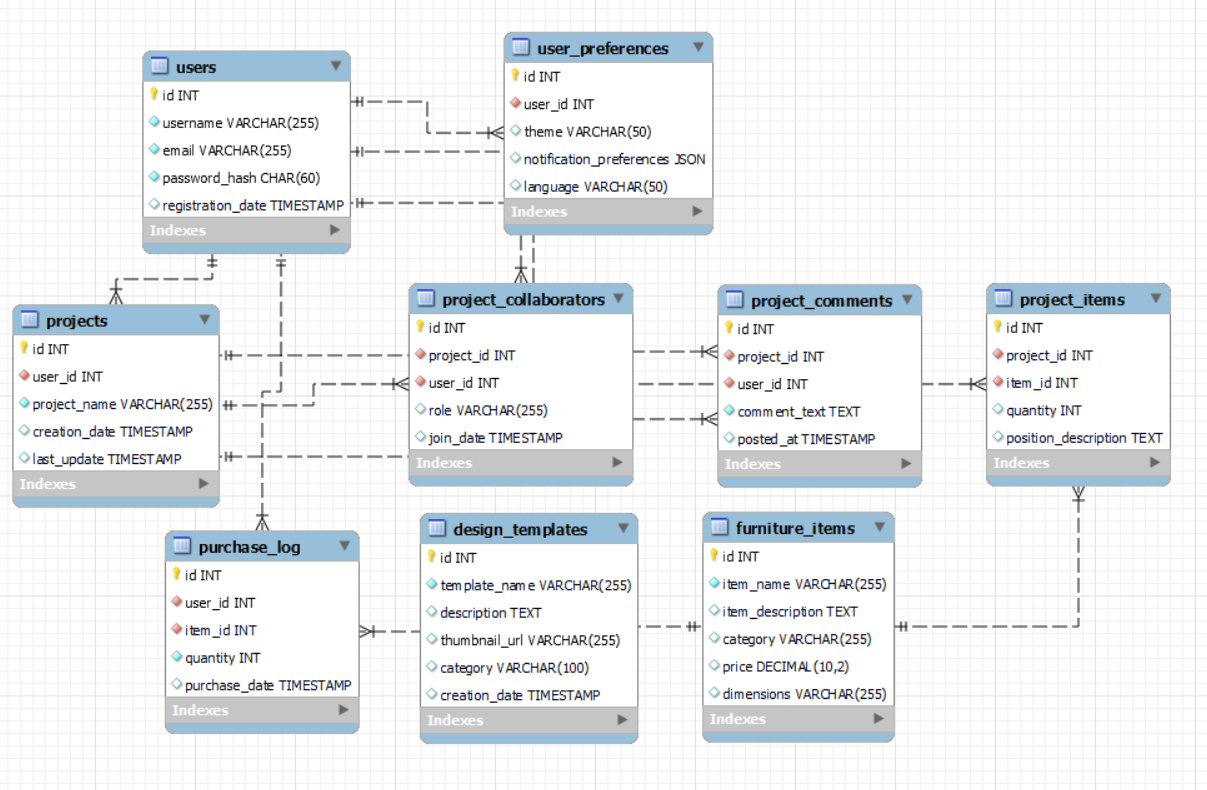 users
id INT
username VARCHAR(255)
email VARCHAR(255)
password_hash CHAR(60)
registration_date TIMESTAMP
Indexes
user_preferences
id INT
user_id INT
theme VARCHAR(50)
notification_preferences JSON
language VARCHAR(50)
Indexes
projects
id INT
user_id INT
project_name VARCHAR(255)
creation_date TIMESTAMP
last_update TIMESTAMP
Indexes
project_collaborators
id INT
project_id INT
user_id INT
role VARCHAR(255)
join_date TIMESTAMP
Indexes
project_comments
id INT
project_id INT
user_id INT
comment_text TEXT
posted_at TIMESTAMP
Indexes
project_items
id INT
project_id INT
item_id INT
quantity INT
position_description TEXT
Indexes
purchase_log
id INT
user_id INT
item_id INT
quantity INT
purchase_date TIMESTAMP
Indexes
design_templates
id INT
template_name VARCHAR(255)
description TEXT
thumbnail_url VARCHAR(255)
category VARCHAR(100)
creation_date TIMESTAMP
Indexes
furniture_items
id INT
item_name VARCHAR(255)
item_description TEXT
category VARCHAR(255)
price DECIMAL(10,2)
dimensions VARCHAR(255)
Indexes